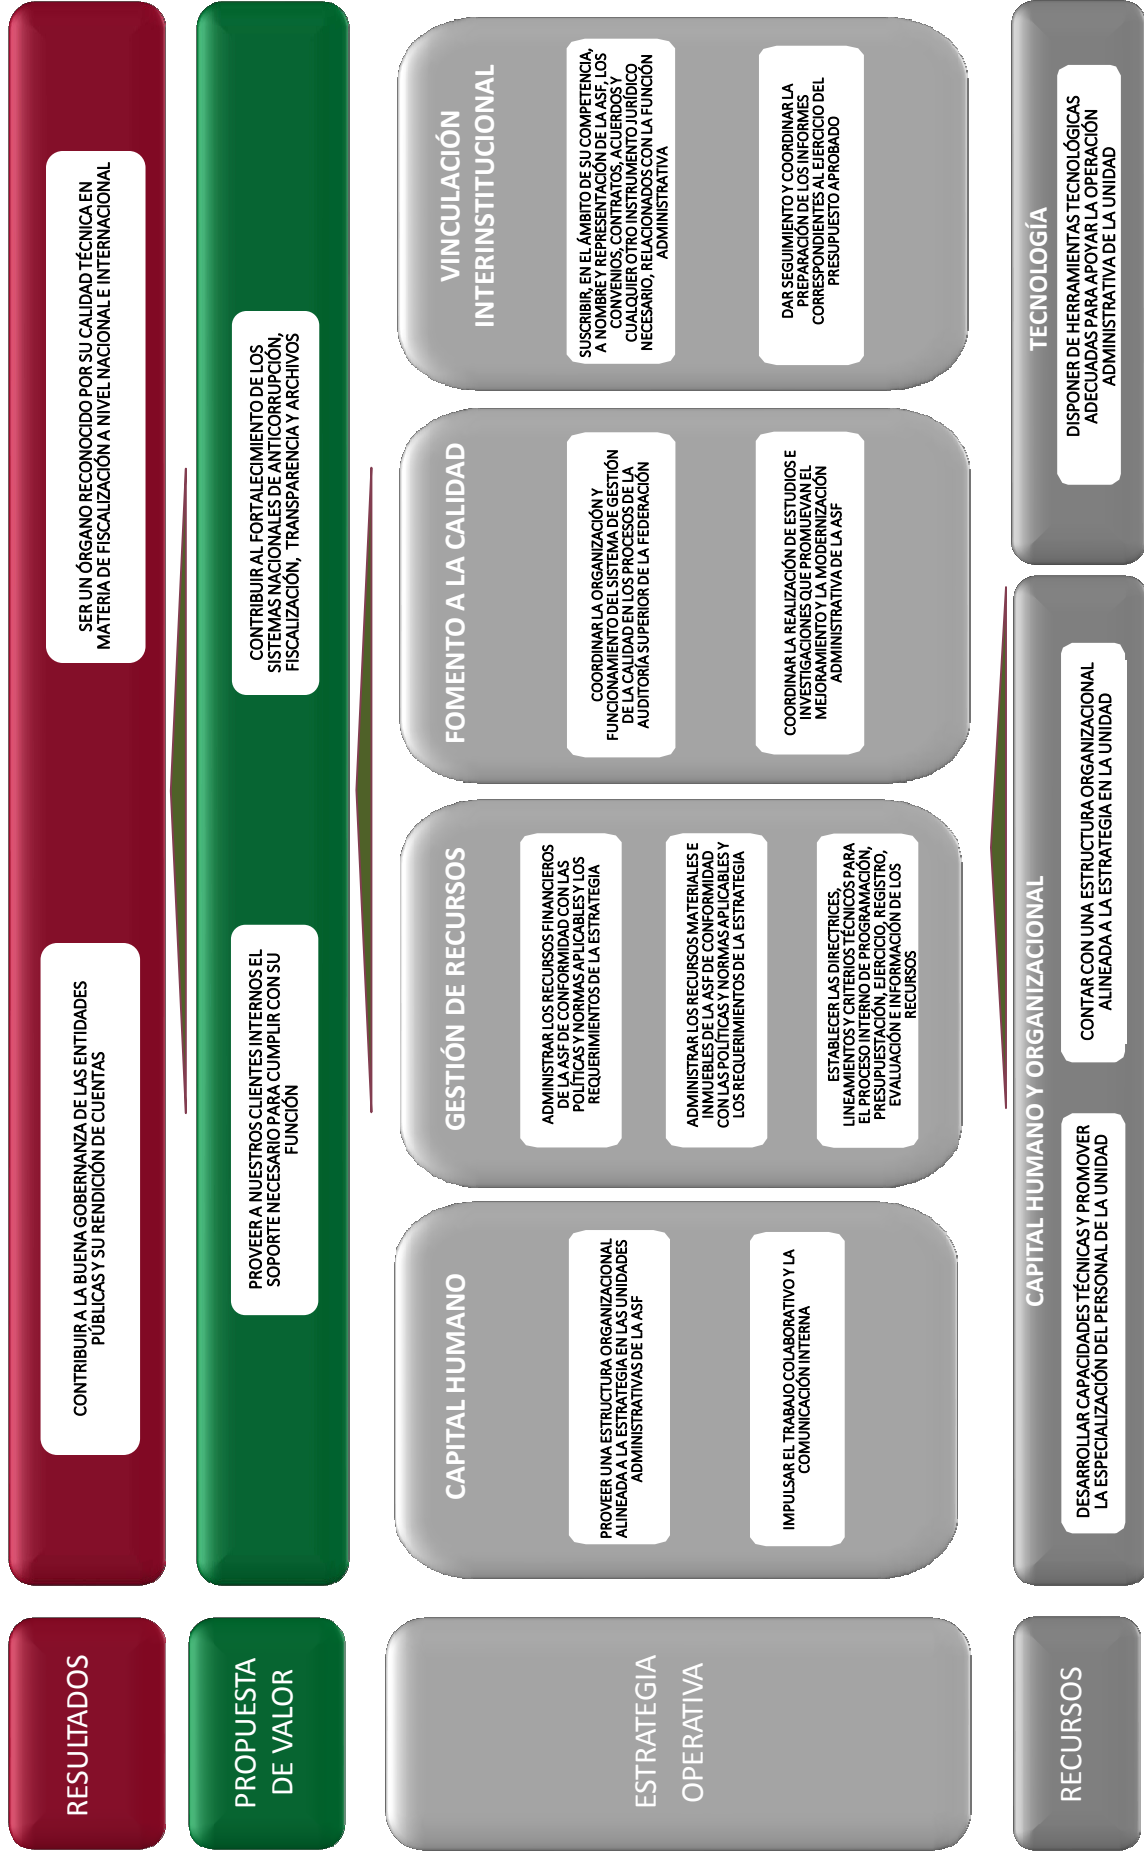 RESULTADOS
CONTRIBUIR A LA BUENA GOBERNANZA DE LAS ENTIDADES
PÚBLICAS Y SU RENDICIÓN DE CUENTAS
SER UN ÓRGANO RECONOCIDO POR SU CALIDAD TÉCNICA EN
MATERIA DE FISCALIZACIÓN A NIVEL NACIONAL E INTERNACIONAL
PROPUESTA
DE VALOR
PROVEER A NUESTROS CLIENTES INTERNOS EL
SOPORTE NECESARIO PARA CUMPLIR CON SU
FUNCIÓN
CONTRIBUIR AL FORTALECIMIENTO DE LOS
SISTEMAS NACIONALES DE ANTICORRUPCIÓN,
FISCALIZACIÓN, TRANSPARENCIA Y ARCHIVOS
ESTRATEGIA
OPERATIVA
CAPITAL HUMANO
PROVEER UNA ESTRUCTURA ORGANIZACIONAL
ALINEADA A LA ESTRATEGIA EN LAS UNIDADES
ADMINISTRATIVAS DE LA ASF
IMPULSAR EL TRABAJO COLABORATIVO Y LA
COMUNICACIÓN INTERNA
GESTIÓN DE RECURSOS
ADMINISTRAR LOS RECURSOS FINANCIEROS
DE LA ASF DE CONFORMIDAD CON LAS
POLÍTICAS Y NORMAS APLICABLES Y LOS
REQUERIMIENTOS DE LA ESTRATEGIA
ADMINISTRAR LOS RECURSOS MATERIALES E
INMUEBLES DE LA ASF DE CONFORMIDAD
CON LAS POLÍTICAS Y NORMAS APLICABLES Y
LOS REQUERIMIENTOS DE LA ESTRATEGIA
ESTABLECER LAS DIRECTRICES,
LINEAMIENTOS Y CRITERIOS TÉCNICOS PARA
EL PROCESO INTERNO DE PROGRAMACIÓN,
PRESUPUESTACIÓN, EJERCICIO, REGISTRO,
EVALUACIÓN E INFORMACIÓN DE LOS
RECURSOS
FOMENTO A LA CALIDAD
COORDINAR LA ORGANIZACIÓN Y
FUNCIONAMIENTO DEL SISTEMA DE GESTIÓN
DE LA CALIDAD EN LOS PROCESOS DE LA
AUDITORÍA SUPERIOR DE LA FEDERACIÓN
COORDINAR LA REALIZACIÓN DE ESTUDIOS E
INVESTIGACIONES QUE PROMUEVAN EL
MEJORAMIENTO Y LA MODERNIZACIÓN
ADMINISTRATIVA DE LA ASF
VINCULACIÓN
INTERINSTITUCIONAL
SUSCRIBIR, EN EL ÁMBITO DE SU COMPETENCIA,
A NOMBRE Y REPRESENTACIÓN DE LA ASF, LOS
CONVENIOS, CONTRATOS, ACUERDOS Y
CUALQUIER OTRO INSTRUMENTO JURÍDICO
NECESARIO, RELACIONADOS CON LA FUNCIÓN
ADMINISTRATIVA
DAR SEGUIMIENTO Y COORDINAR LA
PREPARACIÓN DE LOS INFORMES
CORRESPONDIENTES AL EJERCICIO DEL
PRESUPUESTO APROBADO
RECURSOS
CAPITAL HUMANO Y ORGANIZACIONAL
DESARROLLAR CAPACIDADES TÉCNICAS Y PROMOVER
LA ESPECIALIZACIÓN DEL PERSONAL DE LA UNIDAD
CONTAR CON UNA ESTRUCTURA ORGANIZACIONAL
ALINEADA A LA ESTRATEGIA EN LA UNIDAD
TECNOLOGÍA
DISPONER DE HERRAMIENTAS TECNOLÓGICAS
ADECUADAS PARA APOYAR LA OPERACIÓN
ADMINISTRATIVA DE LA UNIDAD